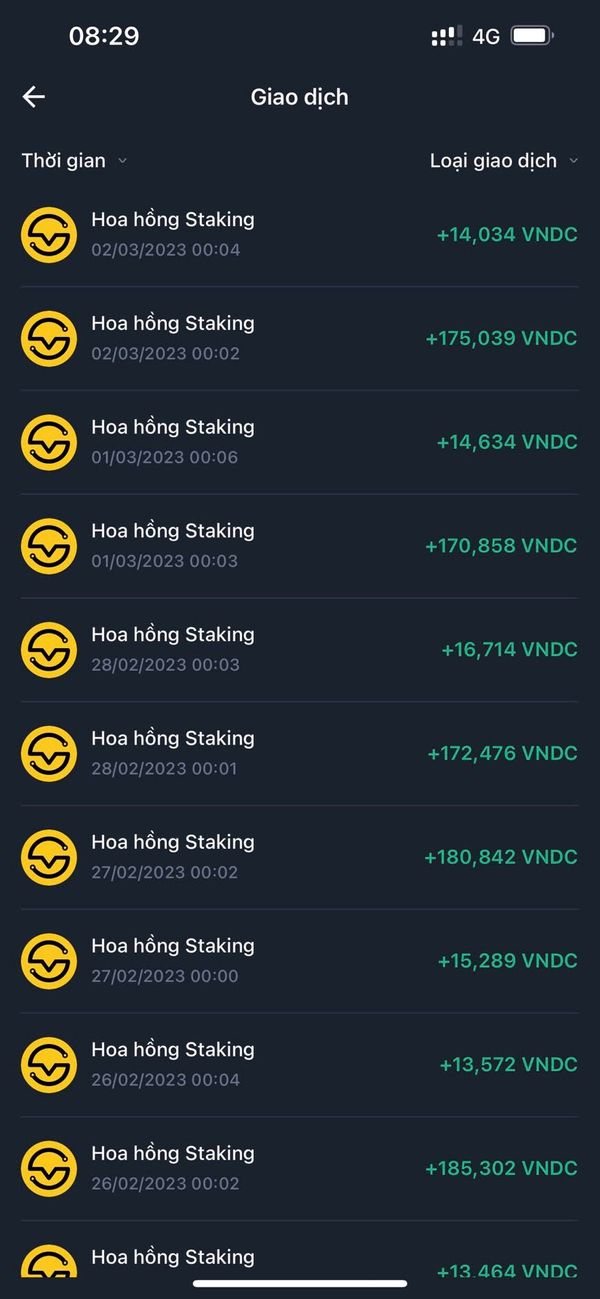 08:29
4G
Giao dịch
Thời gian
Loại giao dịch
Hoa hồng Staking
+14,034 VNDC
02/03/2023 00:04
Hoa hồng Staking
+175,039 VNDC
02/03/2023 00:02
Hoa hồng Staking
+14,634 VNDC
01/03/2023 00:06
Hoa hồng Staking
+170,858 VNDC
01/03/2023 00:03
Hoa hồng Staking
+16,714 VNDC
28/02/2023 00:03
Hoa hồng Staking
+172,476 VNDC
28/02/2023 00:01
Hoa hồng Staking
+180,842 VNDC
27/02/2023 00:02
Hoa hồng Staking
+15,289 VNDC
27/02/2023 00:00
Hoa hồng Staking
+13,572 VNDC
26/02/2023 00:04
Hoa hồng Staking
+185,302 VNDC
26/02/2023 00:02
Hoa hồng Staking
+13,464 VNDC